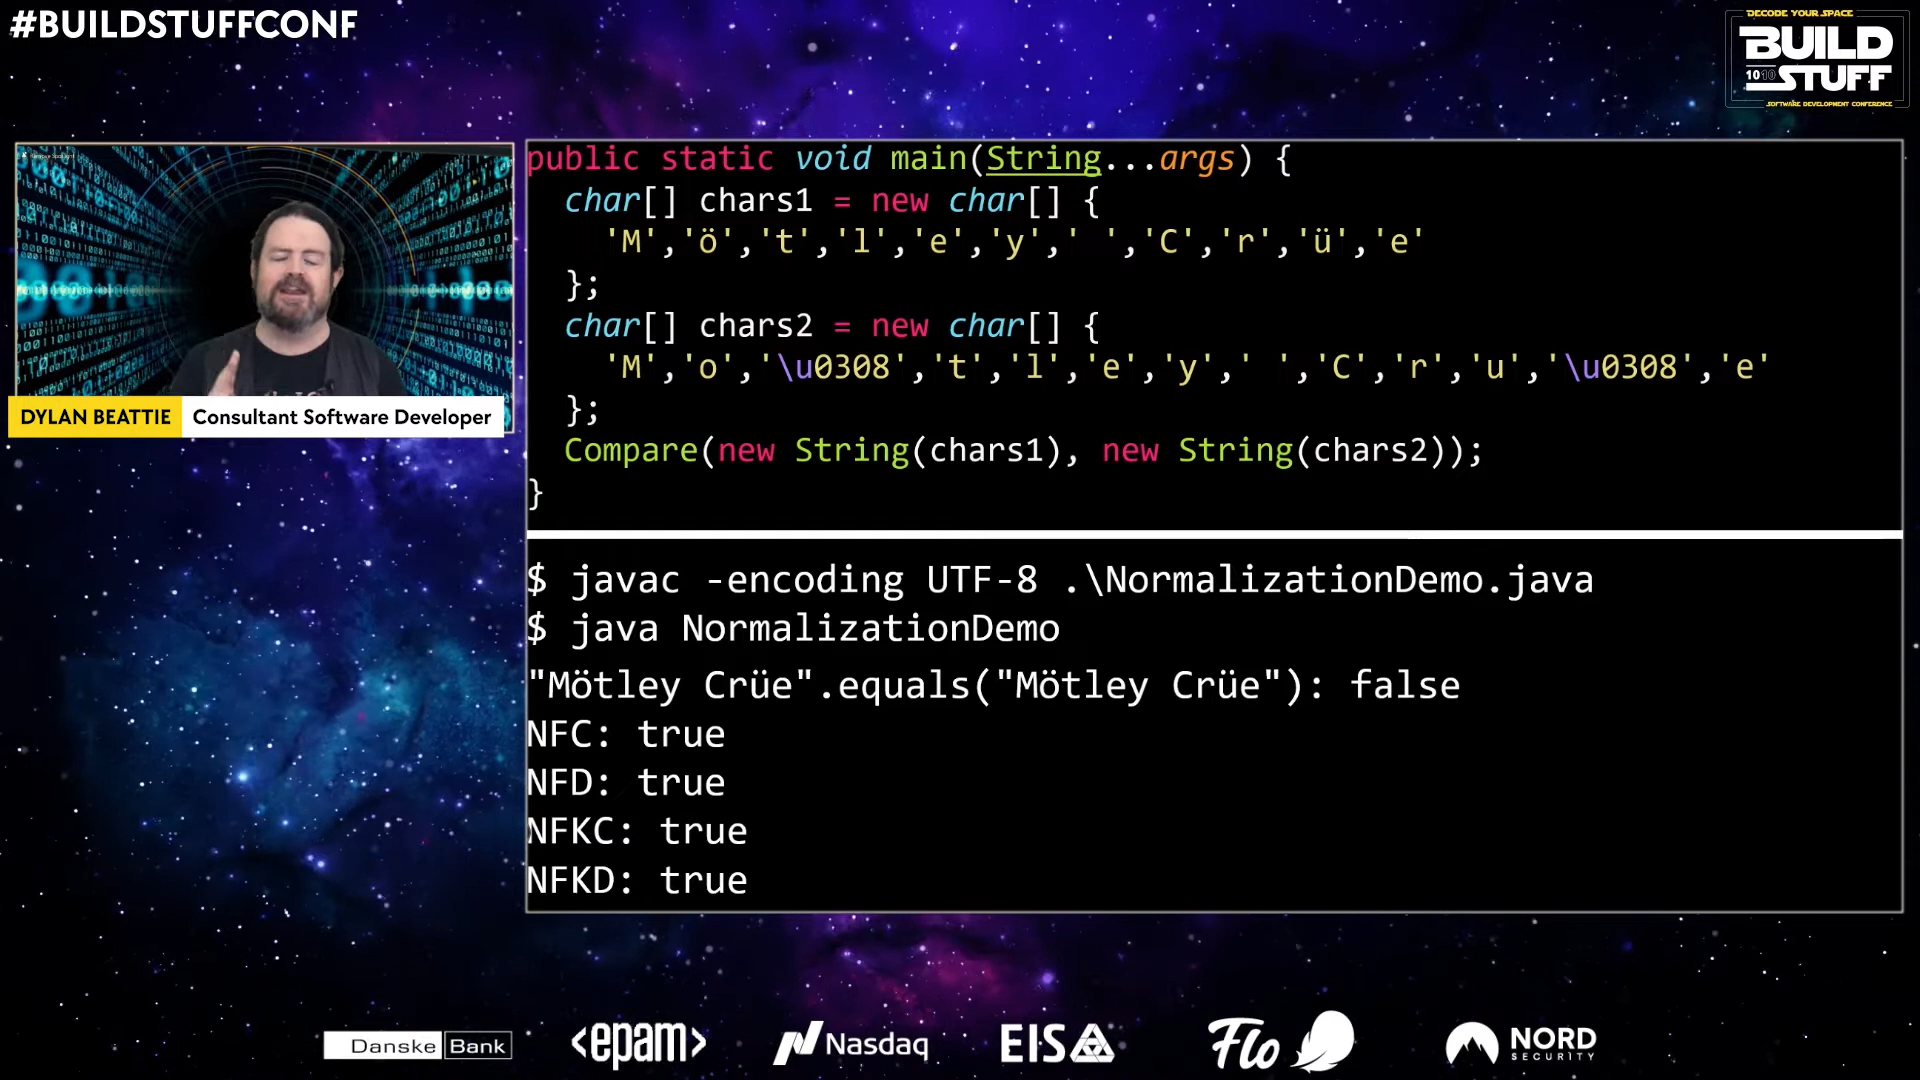 #BUILDSTUFFCONF
DECODE YOUR SPACE
BUILD
1010 STUFF
SOFTWARE DEVELOPMENT CONFERENCE
DYLAN BEATTIE Consultant Software Developer
public static void main(String...args) {
char[] chars1 = new char[] {
'M','ö','t','l','e','y',' ','C','r','ü','e'
};
char[] chars2 = new char[] {
'M','o','\u0308','t','l','e','y',' ','C','r','u','\u0308','e'
};
Compare(new String(chars1), new String(chars2));
}
$ javac -encoding UTF-8 .\NormalizationDemo.java
$ java NormalizationDemo
"Mötley Crüe".equals("Mötley Crüe"): false
NFC: true
NFD: true
NFKC: true
NFKD: true
Danske Bank
<epam>
Nasdaq
EIS
Flo
NORD
SECURITY